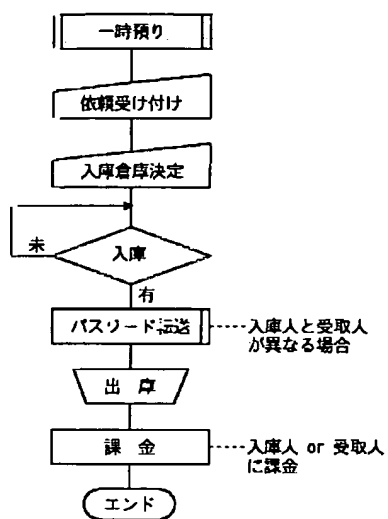 一時預り
依頼受け付け
入庫倉庫決定
未
入庫
有
パスワード転送
入庫人と受取人
が異なる場合
出 庫
課 金
入庫人 or 受取人
に課金
エンド